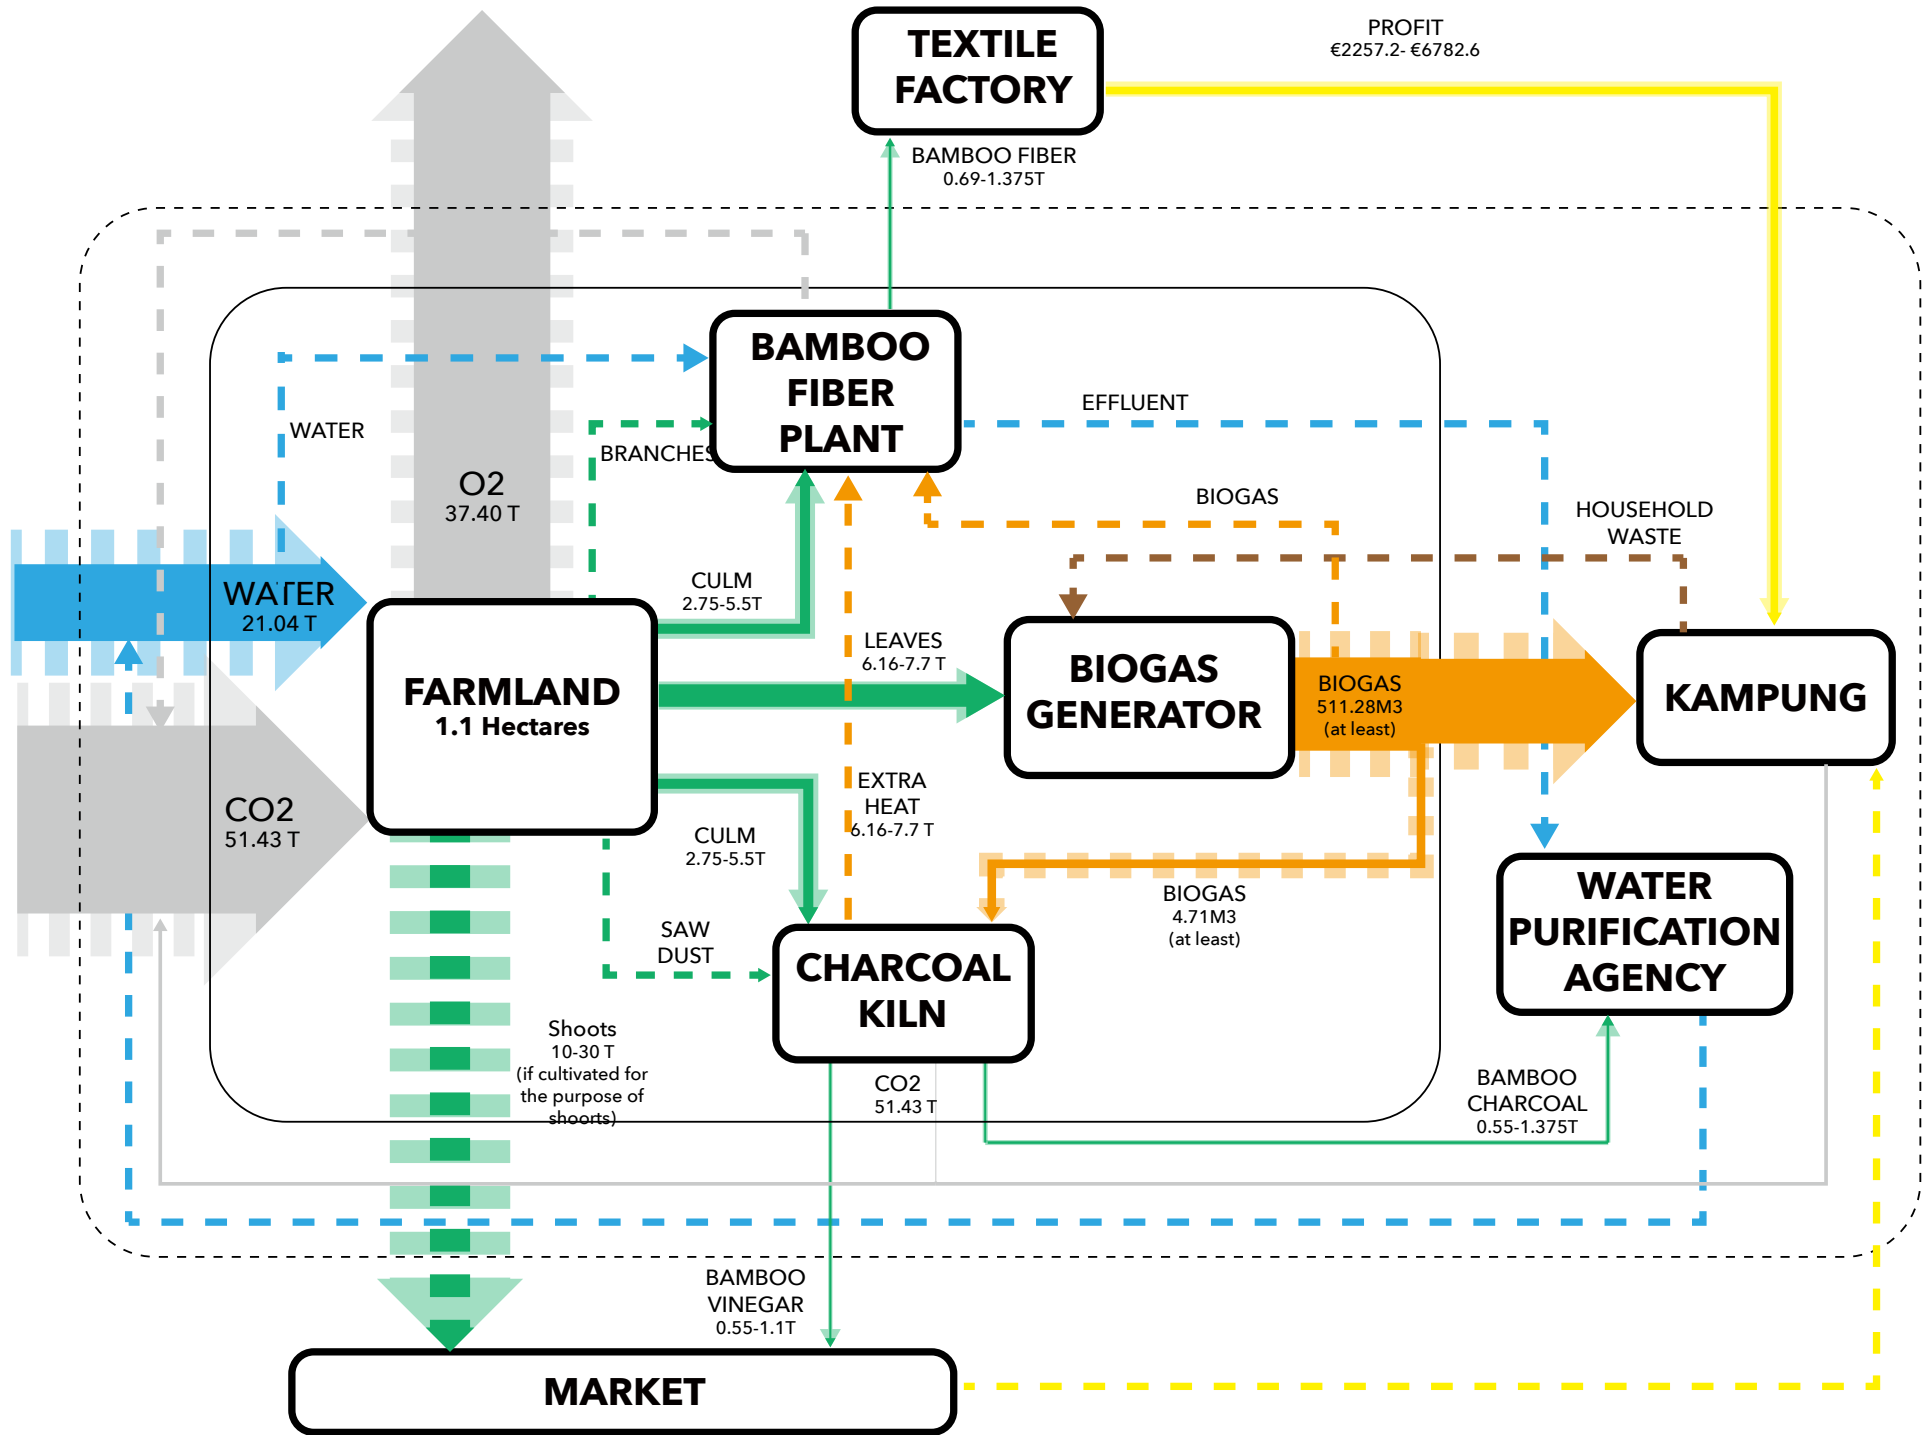 TEXTILE
FACTORY
PROFIT
€2257.2- €6782.6
BAMBOO FIBER
0.69-1.375T
BAMBOO
FIBER
PLANT
WATER
BRANCHES
EFFLUENT
O2
37.40 T
BIOGAS
HOUSEHOLD
WASTE
WATER
21.04 T
CULM
2.75-5.5T
LEAVES
6.16-7.7 T
FARMLAND
1.1 Hectares
BIOGAS
GENERATOR
BIOGAS
511.28M3
(at least)
KAMPUNG
CO2
51.43 T
EXTRA
HEAT
6.16-7.7 T
CULM
2.75-5.5T
BIOGAS
4.71M3
(at least)
WATER
PURIFICATION
AGENCY
SAW
DUST
CHARCOAL
KILN
Shoots
10-30 T
(if cultivated for
the purpose of
shoorts)
CO2
51.43 T
BAMBOO
CHARCOAL
0.55-1.375T
BAMBOO
VINEGAR
0.55-1.1T
MARKET